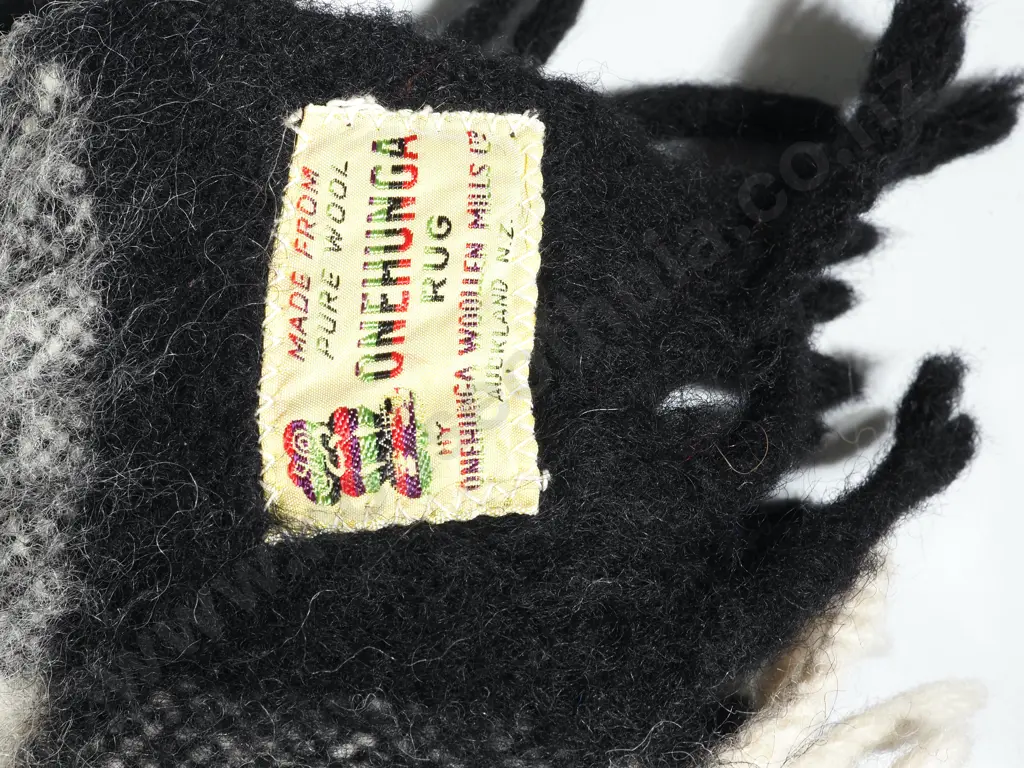 MADE FROM
PURE WOOL
ONEHUNGA
RUG
BY
ONEHUNGA WOOLLEN MILLS LTD
AUCKLAND N.Z.